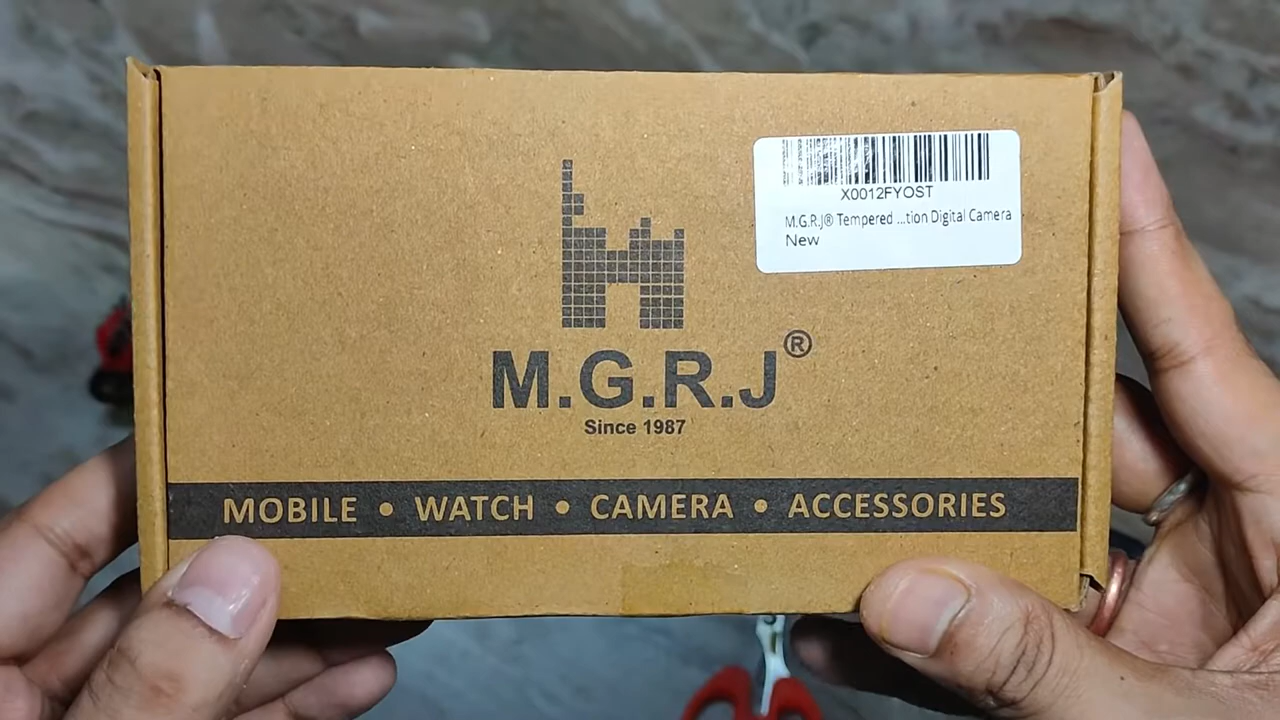 X0012FYOST
M.G.R.J® Tempered ...tion Digital Camera
New
M.G.R.J®
Since 1987
MOBILE • WATCH • CAMERA • ACCESSORIES